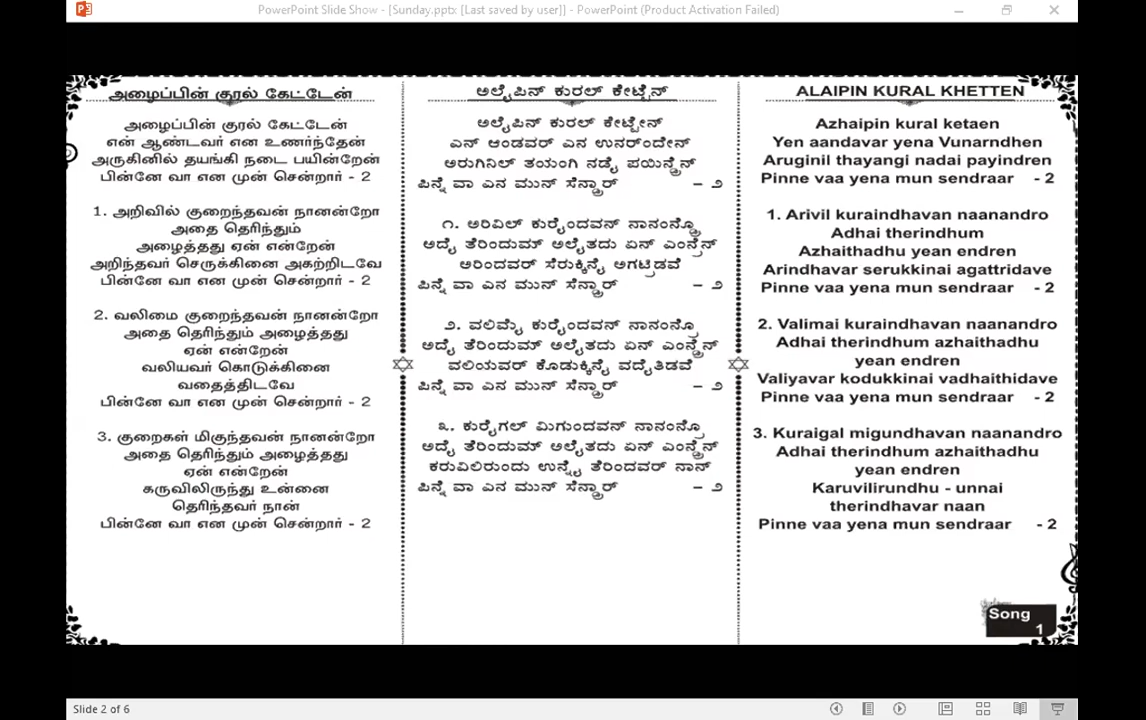 PowerPoint Slide Show - [Sunday.pptx [Last saved by user]] - PowerPoint (Product Activation Failed)
அழைப்பின் குரல் கேட்டேன்
அழைப்பின் குரல் கேட்டேன்
என் ஆண்டவர் என உணர்ந்தேன்
அருகினில் தயங்கி நடை பயின்றேன்
பின்னே வா என முன் சென்றார் - 2
1. அறிவில் குறைந்தவன் நானன்றோ
அதை தெரிந்தும்
அழைத்தது ஏன் என்றேன்
அறிந்தவர் செருக்கினை அகற்றிடவே
பின்னே வா என முன் சென்றார் - 2
2. வலிமை குறைந்தவன் நானன்றோ
அதை தெரிந்தும் அழைத்தது
ஏன் என்றேன்
வலியவர் கொடுக்கினை
வதைத்திடவே
பின்னே வா என முன் சென்றார் - 2
3. குறைகள் மிகுந்தவன் நானன்றோ
அதை தெரிந்தும் அழைத்தது
ஏன் என்றேன்
கருவிலிருந்து உன்னை
தெரிந்தவர் நான்
பின்னே வா என முன் சென்றார் - 2
ಅಲೈಪಿನ್ ಕುರಲ್ ಕೇಟ್ಟೆನ್
ಅಲೈಪಿನ್ ಕುರಲ್ ಕೇಟ್ಟೇನ್
ಎನ್ ಆಂಡವರ್ ಎನ ಉನರ್ಂದೇನ್
ಅರುಗಿನಿಲ್ ತಯಂಗಿ ನಡೈ ಪಯಿನ್ಡ್ರೆನ್
ಪಿನ್ನೆ ವಾ ಎನ ಮುನ್ ಸೆನ್ಡ್ರಾರ್ - ೨
೧. ಅರಿವಿಲ್ ಕುರೈಂದವನ್ ನಾನಂನ್ಡ್ರೊ
ಅದೈ ತೆರಿಂದುಮ್ ಅಲೈತದು ಏನ್ ಎಂನ್ರೆನ್
ಅರಿಂದವರ್ ಸೆರುಕ್ಕಿನೈ ಅಗಟ್ರಿಡವೆ
ಪಿನ್ನೆ ವಾ ಎನ ಮುನ್ ಸೆನ್ಡ್ರಾರ್ - ೨
೨. ವಲಿಮೈ ಕುರೈಂದವನ್ ನಾನಂನ್ರೊ
ಅದೈ ತೆರಿಂದುಮ್ ಅಲೈತದು ಏನ್ ಎಂನ್ಡ್ರೆನ್
ವಲಿಯವರ್ ಕೊಡುಕ್ಕಿನೈ ವದೈತಿಡವೆ
ಪಿನ್ನೆ ವಾ ಎನ ಮುನ್ ಸೆನ್ಡ್ರಾರ್ - ೨
೩. ಕುರೈಗಲ್ ಮಿಗುಂದವನ್ ನಾನಂನ್ರೊ
ಅದೈ ತೆರಿಂದುಮ್ ಅಲೈತದು ಏನ್ ಎಂನ್ಡ್ರೆನ್
ಕರುವಿಲಿರುಂದು ಉನ್ನೈ ತೆರಿಂದವರ್ ನಾನ್
ಪಿನ್ನೆ ವಾ ಎನ ಮುನ್ ಸೆನ್ಡ್ರಾರ್ - ೨
ALAIPIN KURAL KHETTEN
Azhaipin kural ketaen
Yen aandavar yena Vunarndhen
Aruginil thayangi nadai payindren
Pinne vaa yena mun sendraar - 2
1. Arivil kuraindhavan naanandro
Adhai therindhum
Azhaithadhu yean endren
Arindhavar serukkinai agattridave
Pinne vaa yena mun sendraar - 2
2. Valimai kuraindhavan naanandro
Adhai therindhum azhaithadhu
yean endren
Valiyavar kodukkinai vadhaithidave
Pinne vaa yena mun sendraar - 2
3. Kuraigal migundhavan naanandro
Adhai therindhum azhaithadhu
yean endren
Karuvilirundhu - unnai
therindhavar naan
Pinne vaa yena mun sendraar - 2
Song
1
Slide 2 of 6